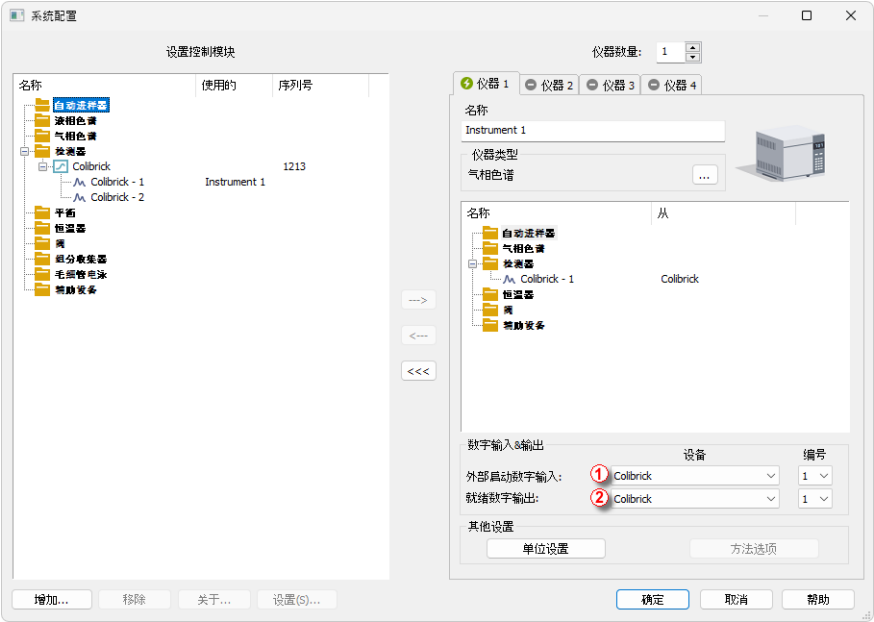 系统配置
设置控制模块
仪器数量: 1
名称 使用的 序列号
自动进样器
液相色谱
气相色谱
检测器
Colibrick 1213
Colibrick - 1 Instrument 1
Colibrick - 2
平衡
恒温器
阀
组分收集器
毛细管电泳
辅助设备
--->
<---
<<<
仪器 1 仪器 2 仪器 3 仪器 4
名称
Instrument 1
仪器类型
气相色谱 ...
名称 从
自动进样器
气相色谱
检测器
Colibrick - 1 Colibrick
恒温器
阀
辅助设备
数字输入&输出
设备 编号
外部启动数字输入: 1 Colibrick 1
就绪数字输出: 2 Colibrick 1
其他设置
单位设置 方法选项
增加... 移除 关于... 设置(S)... 确定 取消 帮助